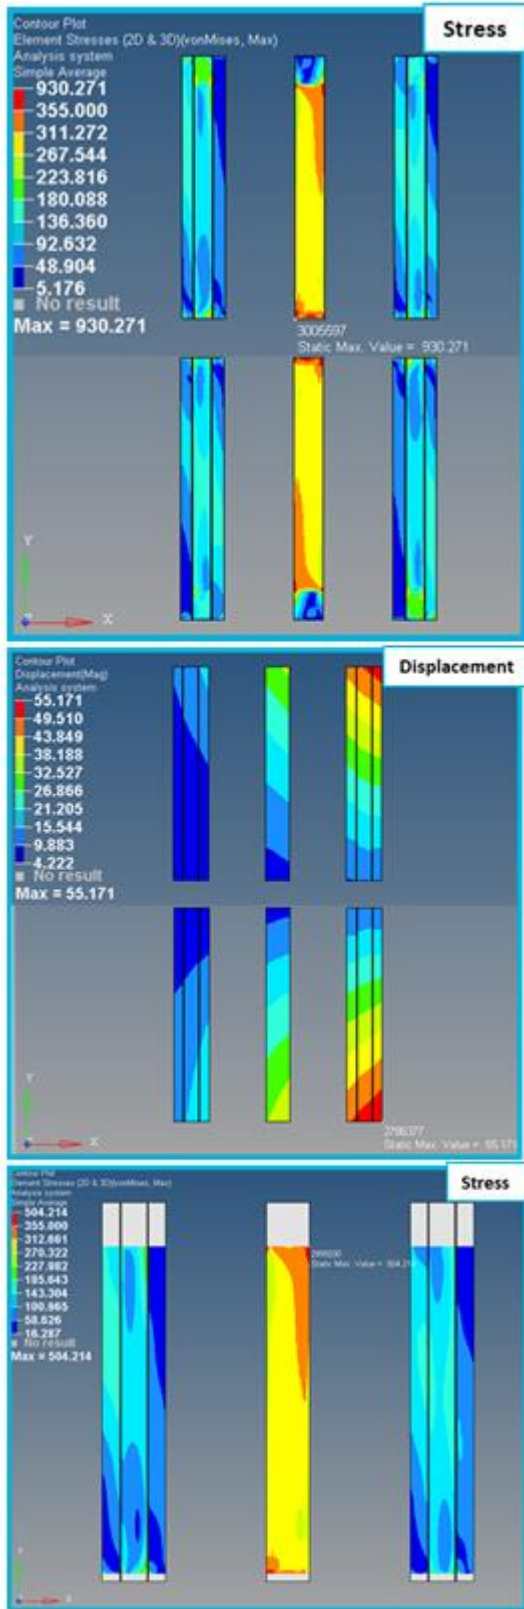 Contour Plot
Stress
Element Stresses (2D & 3D)(vonMises, Max)
Analysis system
Simple Average
930.271
355.000
311.272
267.544
223.816
180.088
136.360
92.632
48.904
5.176
No result
Max = 930.271
3005597
Static Max. Value = 930.271
Y
X
Contour Plot
Displacement
Displacement(Mag)
Analysis system
55.171
49.510
43.849
38.188
32.527
26.866
21.205
15.544
9.883
4.222
No result
Max = 55.171
Y
X
Static Max. Value = 55.171
Contour Plot
Stress
Element Stresses (2D & 3D)(vonMises, Max)
Analysis system
Simple Average
504.214
355.000
312.661
270.322
227.982
185.643
143.304
100.965
58.626
16.287
No result
Max = 504.214
Static Max. Value = 504.214